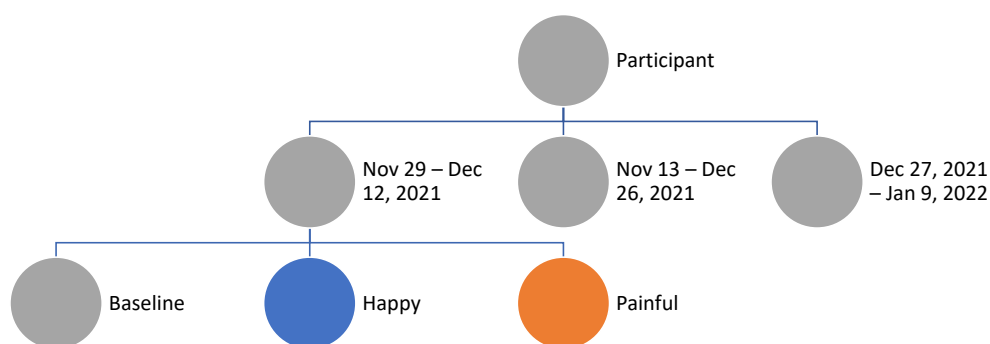 Participant
Nov 29 – Dec
12, 2021
Nov 13 – Dec
26, 2021
Dec 27, 2021
– Jan 9, 2022
Baseline
Happy
Painful